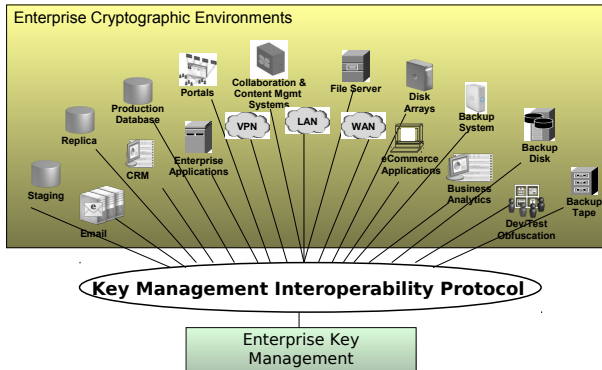 Enterprise Cryptographic Environments
Portals
Collaboration &
Content Mgmt
Systems
File Server
Disk
Arrays
Backup
System
Production
Database
VPN
LAN
WAN
Replica
CRM
Enterprise
Applications
eCommerce
Applications
Backup
Disk
Staging
Email
Business
Analytics
Dev/Test
Obfuscation
Backup
Tape
Key Management Interoperability Protocol
Enterprise Key
Management